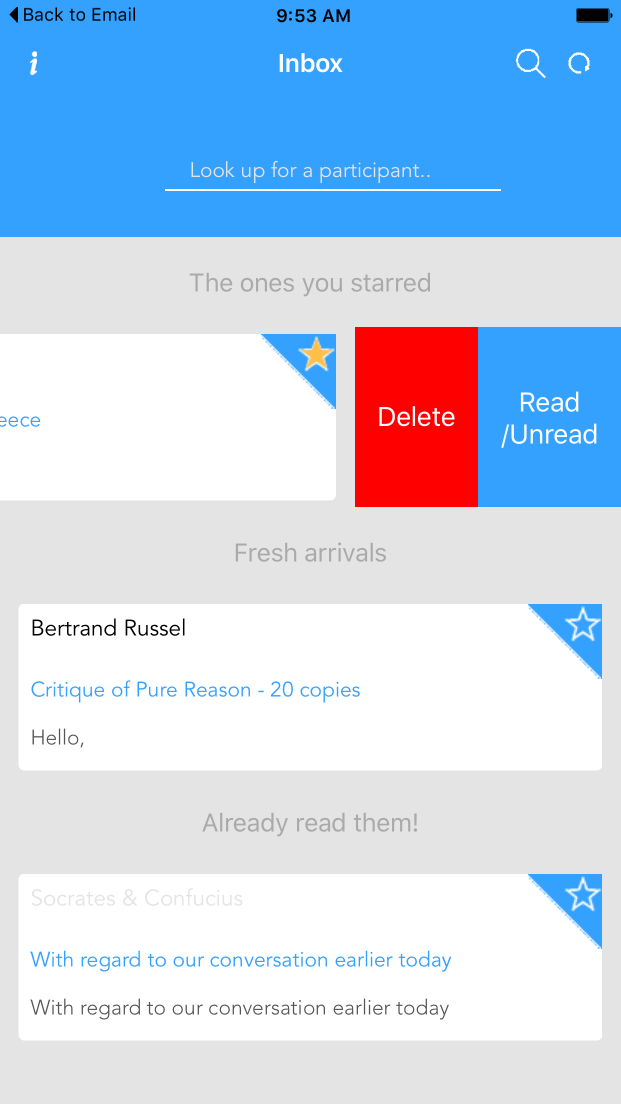 Back to Email 9:53 AM
i Inbox
Look up for a participant..
The ones you starred
eece
Delete
Read
/Unread
Fresh arrivals
Bertrand Russel
Critique of Pure Reason - 20 copies
Hello,
Already read them!
Socrates & Confucius
With regard to our conversation earlier today
With regard to our conversation earlier today